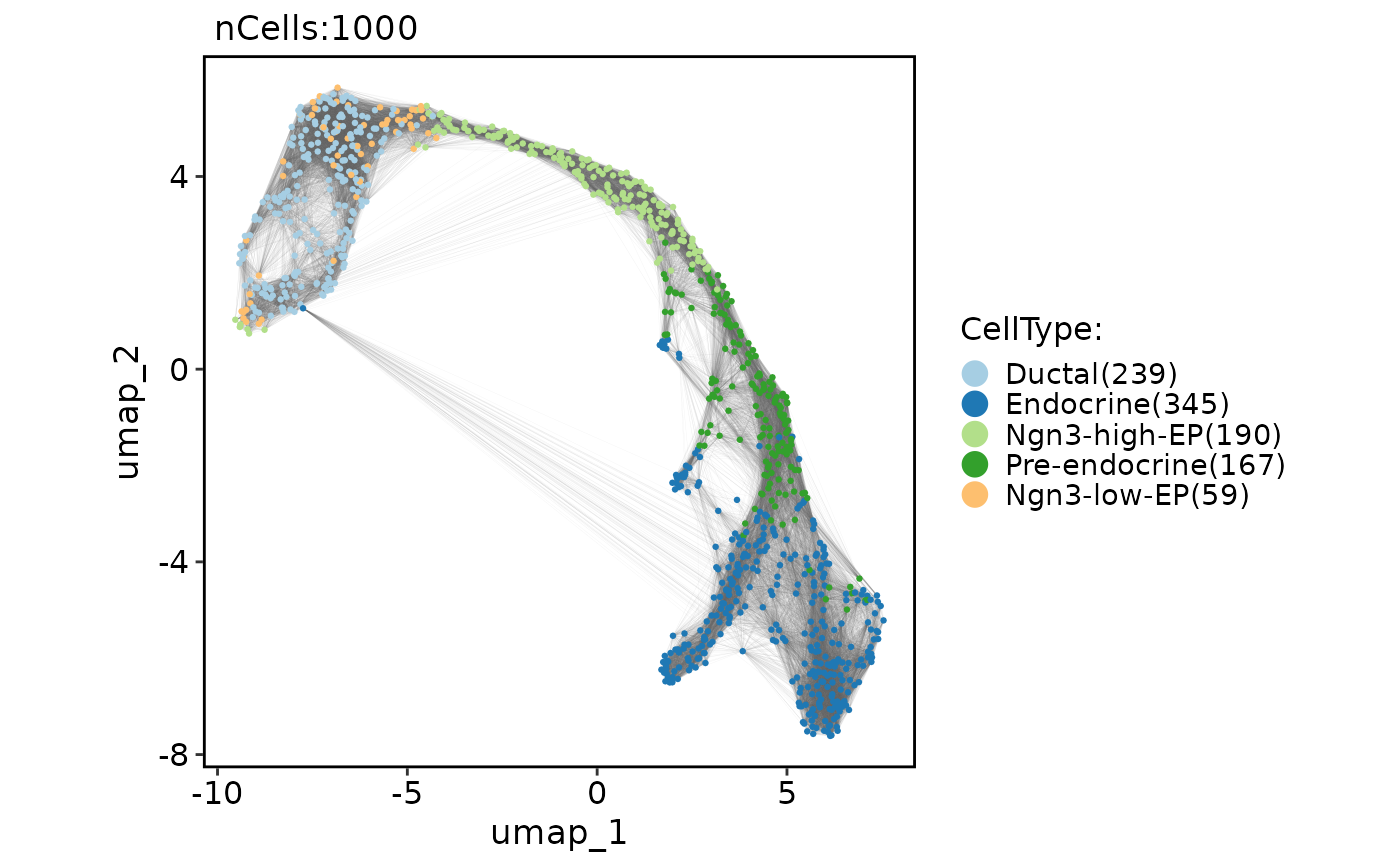 nCells:1000
umap_2
4
0
-4
-8
-10
-5
0
5
umap_1
CellType:
Ductal(239)
Endocrine(345)
Ngn3-high-EP(190)
Pre-endocrine(167)
Ngn3-low-EP(59)